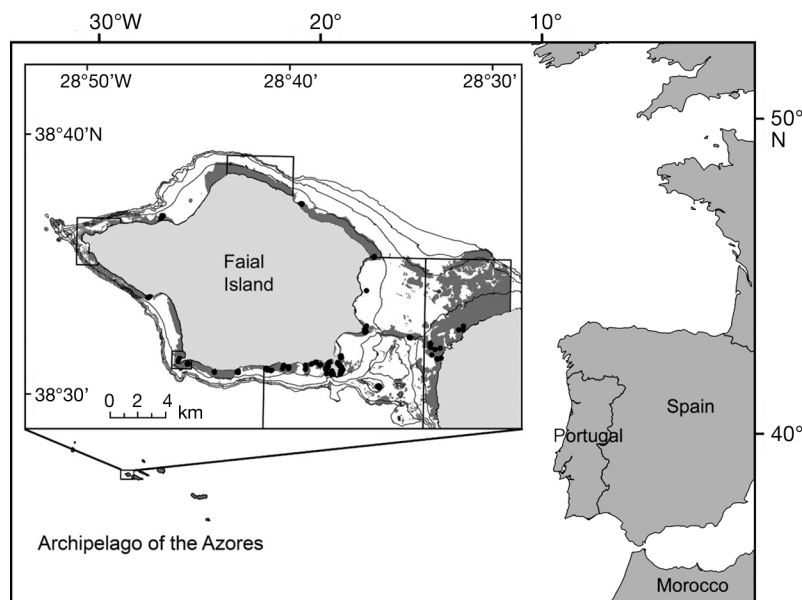 30°W 20° 10°
28°50'W 28°40' 28°30'
50°
N
38°40'N
Faial
Island
38°30'
0 2 4
km
Spain
Portugal
40°
Archipelago of the Azores
Morocco